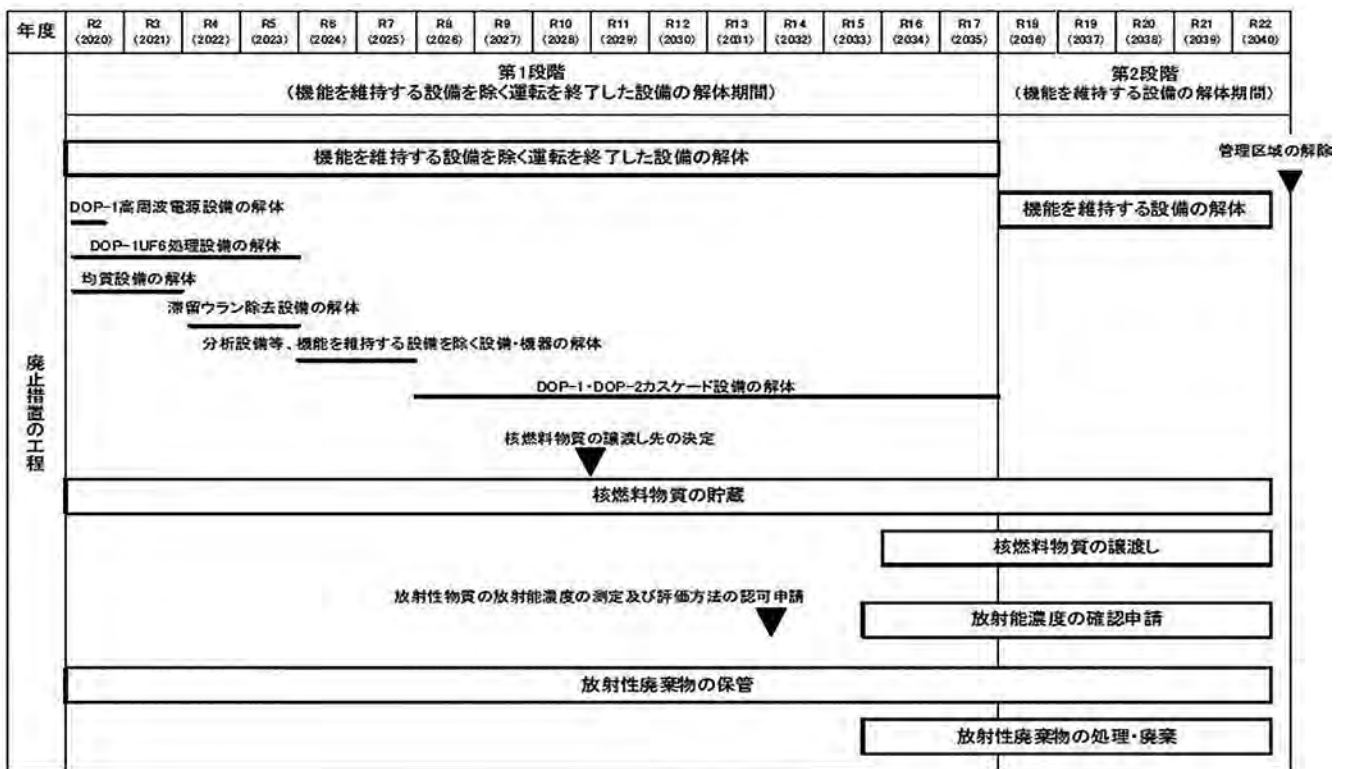 年度
R2 (2020)
R3 (2021)
R4 (2022)
R5 (2023)
R6 (2024)
R7 (2025)
R8 (2026)
R9 (2027)
R10 (2028)
R11 (2029)
R12 (2030)
R13 (2031)
R14 (2032)
R15 (2033)
R16 (2034)
R17 (2035)
R18 (2036)
R19 (2037)
R20 (2038)
R21 (2039)
R22 (2040)
第1段階
(機能を維持する設備を除く運転を終了した設備の解体期間)
第2段階
(機能を維持する設備の解体期間)
廃止措置の工程
機能を維持する設備を除く運転を終了した設備の解体
管理区域の解除
DOP-1高周波電源設備の解体
機能を維持する設備の解体
DOP-1UF6処理設備の解体
均質設備の解体
滞留ウラン除去設備の解体
分析設備等、機能を維持する設備を除く設備・機器の解体
DOP-1・DOP-2カスケード設備の解体
核燃料物質の譲渡し先の決定
核燃料物質の貯蔵
核燃料物質の譲渡し
放射性物質の放射能濃度の測定及び評価方法の認可申請
放射能濃度の確認申請
放射性廃棄物の保管
放射性廃棄物の処理・廃棄